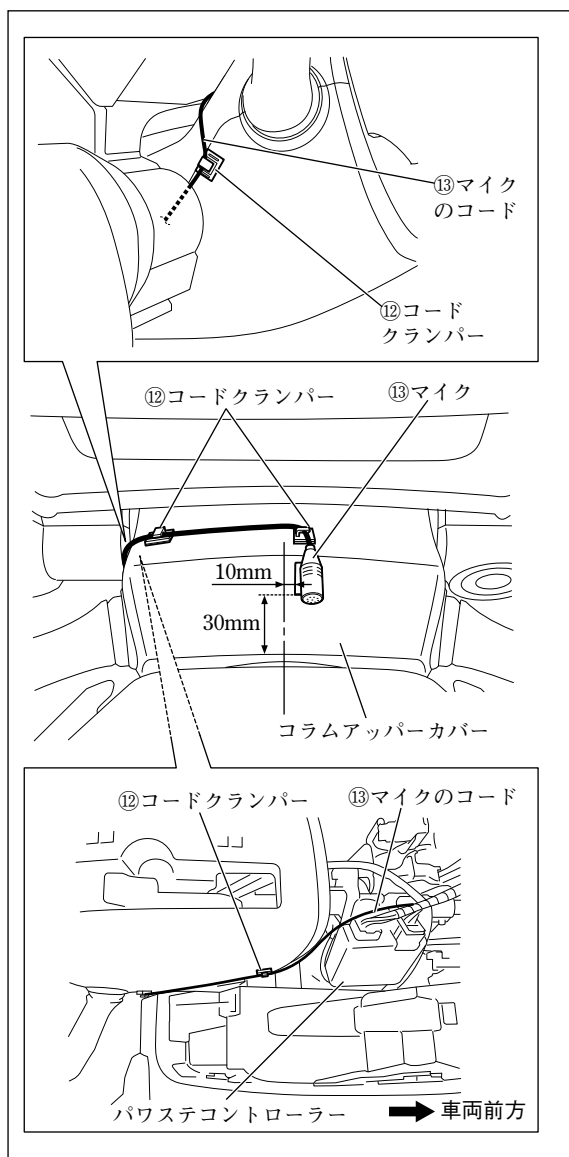 ⑬マイク
のコード
⑫コード
クランパー
⑫コードクランパー
⑬マイク
10mm
30mm
コラムアッパーカバー
⑫コードクランパー
⑬マイクのコード
パワステコントローラー
車両前方